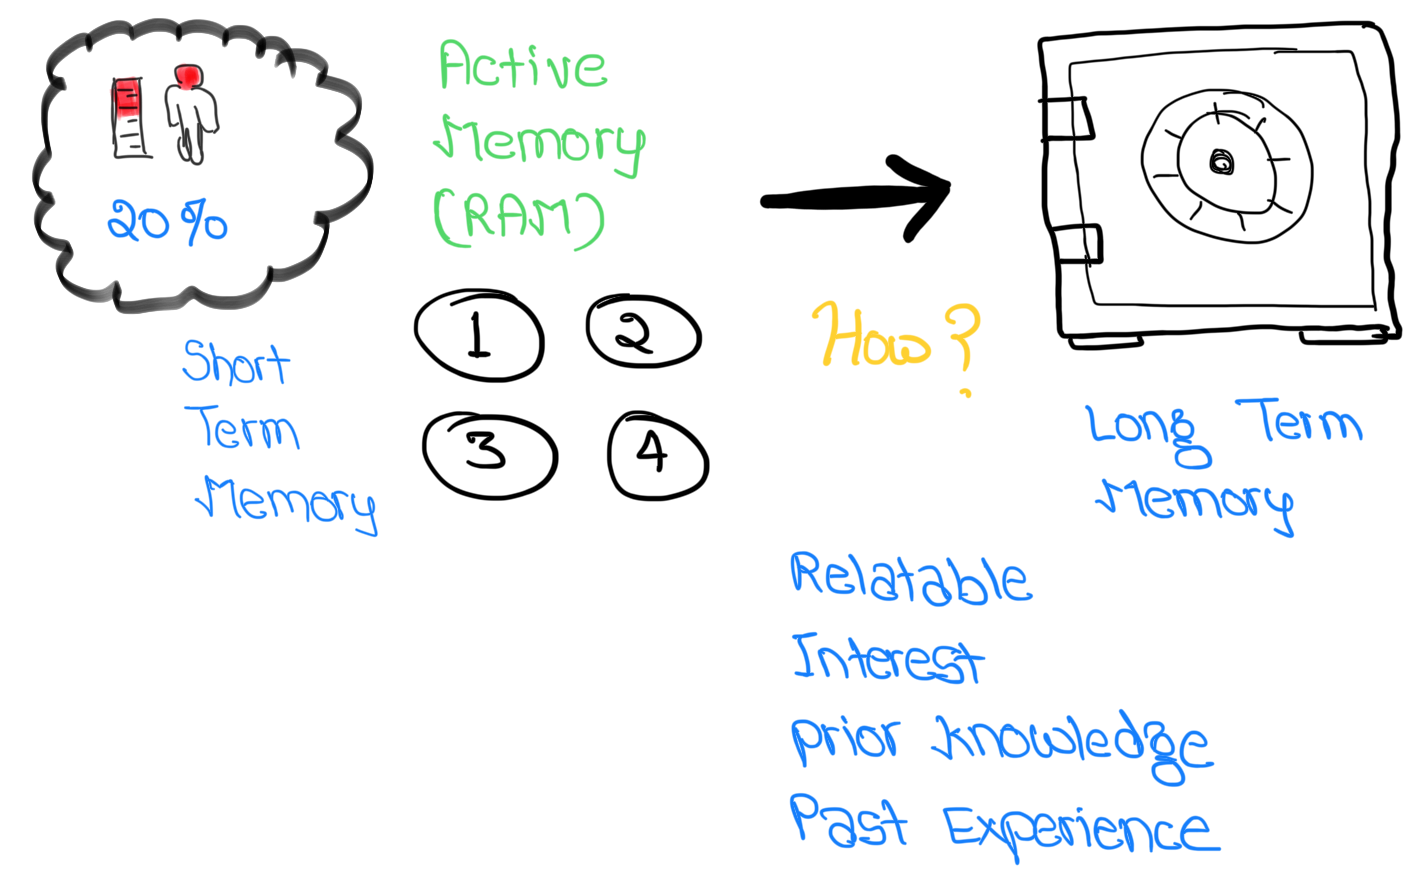 20%
Active
Memory
(RAM)
Short
Term
Memory
1 2
3 4
How?
Long Term
Memory
Relatable
Interest
prior knowledge
Past Experience